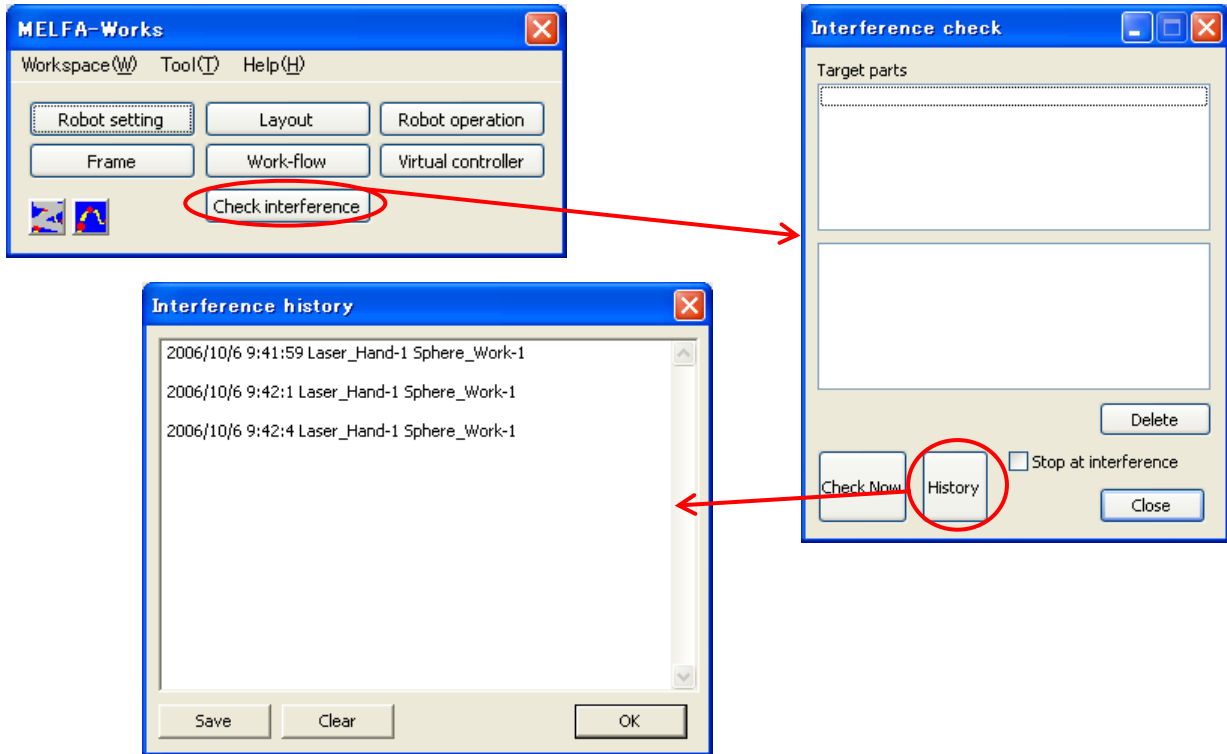 MELFA-Works
Workspace(W) Tool(T) Help(H)
Robot setting Layout Robot operation
Frame Work-flow Virtual controller
Check interference
Interference check
Target parts
Delete
Check Now History Stop at interference
Close
Interference history
2006/10/6 9:41:59 Laser_Hand-1 Sphere_Work-1
2006/10/6 9:42:1 Laser_Hand-1 Sphere_Work-1
2006/10/6 9:42:4 Laser_Hand-1 Sphere_Work-1
Save Clear OK